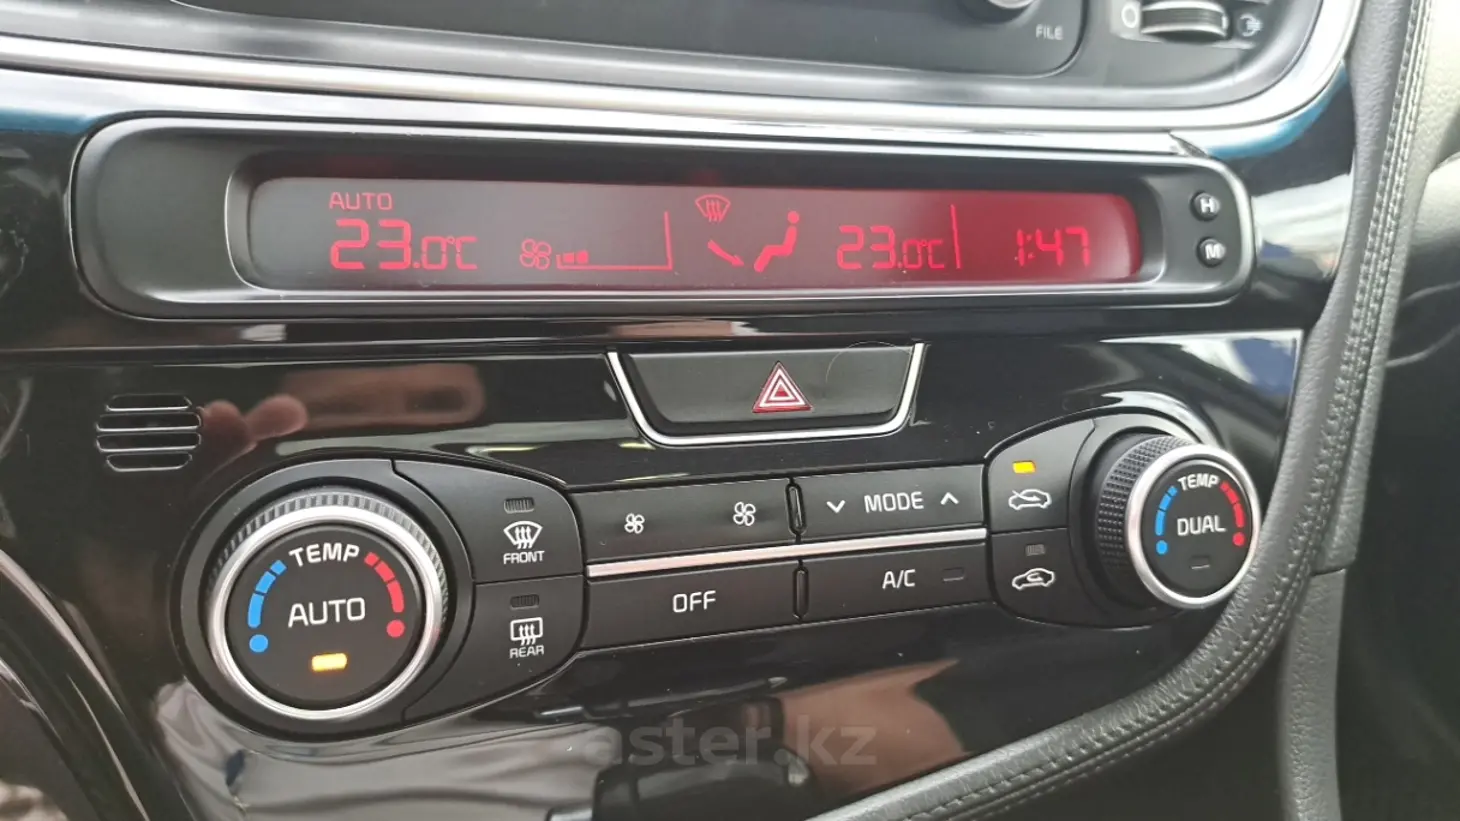 FILE
AUTO
23.0°C
23.0°C
1:47
H
M
FRONT
MODE
TEMP
DUAL
TEMP
AUTO
OFF
A/C
REAR
aster.kz